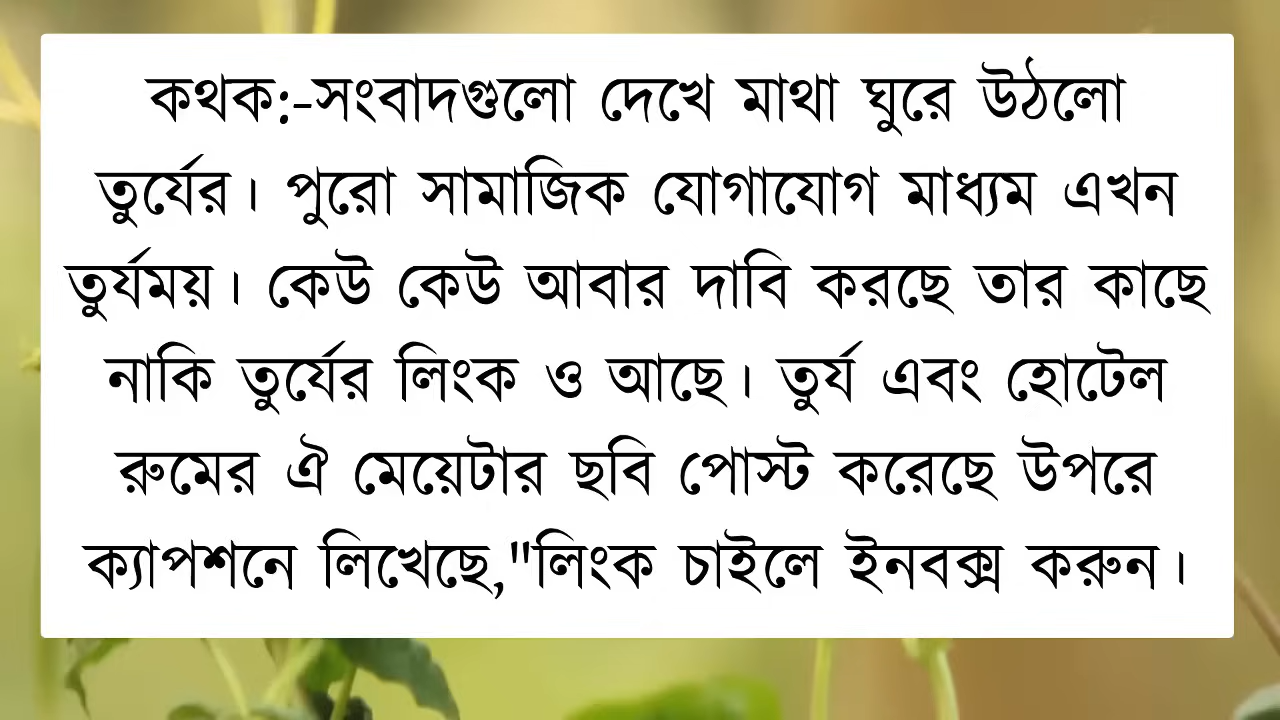 কথক:-সংবাদগুলো দেখে মাথা ঘুরে উঠলো
তুর্যের। পুরো সামাজিক যোগাযোগ মাধ্যম এখন
তুর্যময়। কেউ কেউ আবার দাবি করছে তার কাছে
নাকি তুর্যের লিংক ও আছে। তুর্য এবং হোটেল
রুমের ঐ মেয়েটার ছবি পোস্ট করেছে উপরে
ক্যাপশনে লিখেছে,"লিংক চাইলে ইনবক্স করুন।